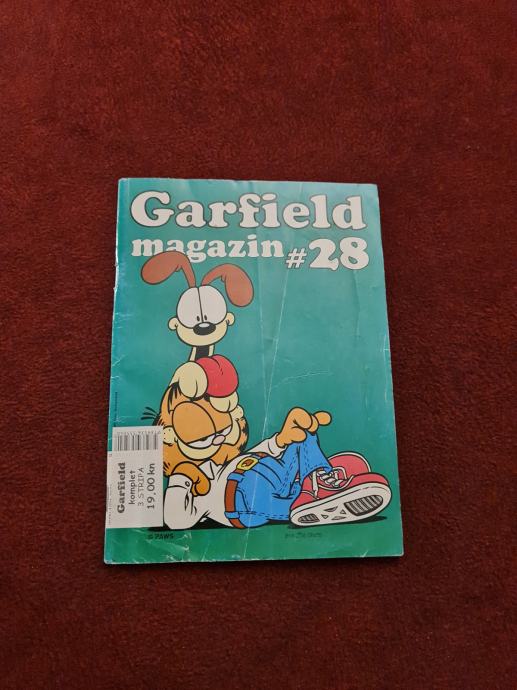 Garfield
magazin #28
Garfield
komplet
3 STRIPA
19,00 kn
© PAWS